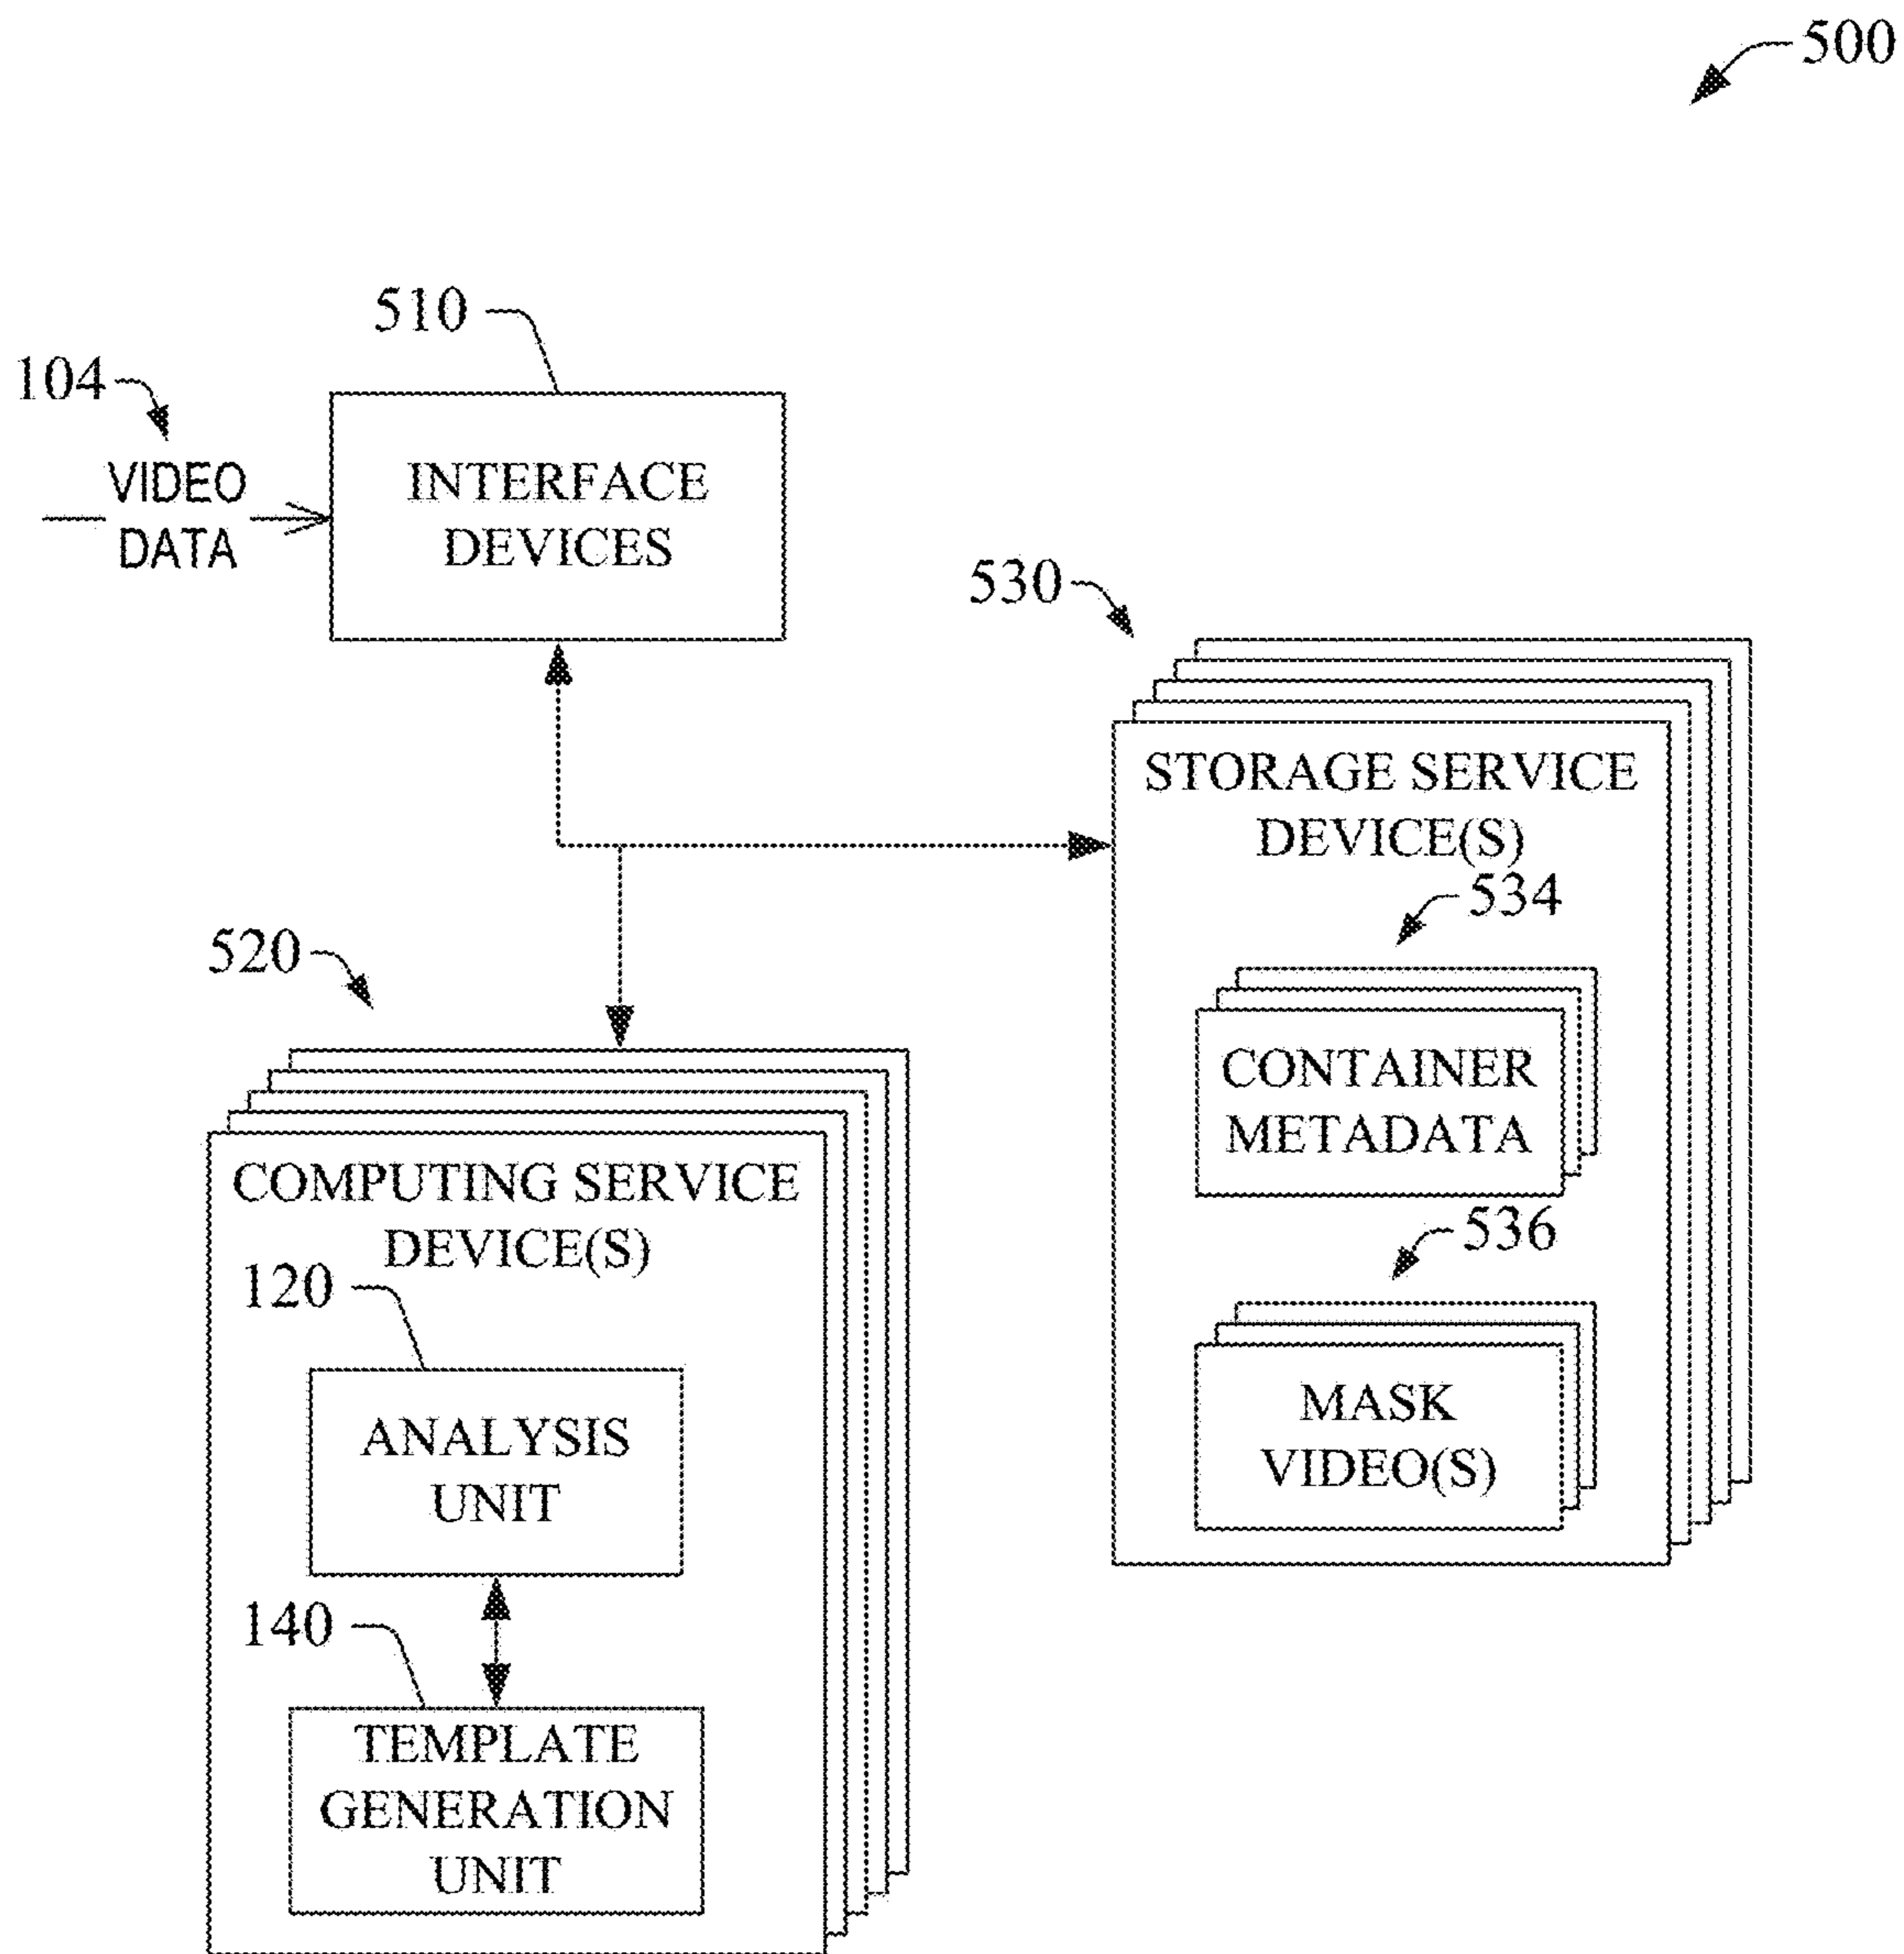 500
510
104
VIDEO
DATA
INTERFACE
DEVICES
530
STORAGE SERVICE
DEVICE(S)
534
CONTAINER
METADATA
536
MASK
VIDEO(S)
520
COMPUTING SERVICE
DEVICE(S)
120
ANALYSIS
UNIT
140
TEMPLATE
GENERATION
UNIT